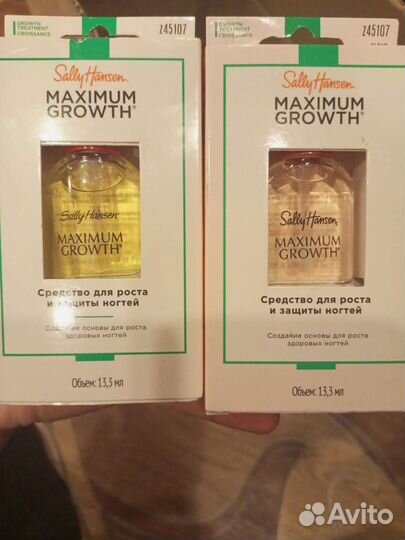 GROWTH
TREATMENT
CROISSANCE
Z45107
Sally Hansen
MAXIMUM
GROWTH®
Sally Hansen®
MAXIMUM
GROWTH®
Средство для роста
и защиты ногтей
Создание основы для роста
здоровых ногтей
Объем: 13,3 мл
GROWTH
TREATMENT
CROISSANCE
Z45107
Sally Hansen
MAXIMUM
GROWTH®
Sally Hansen
MAXIMUM
GROWTH®
Средство для роста
и защиты ногтей
Создание основы для роста
здоровых ногтей
Объем: 13,3 мл
Avito